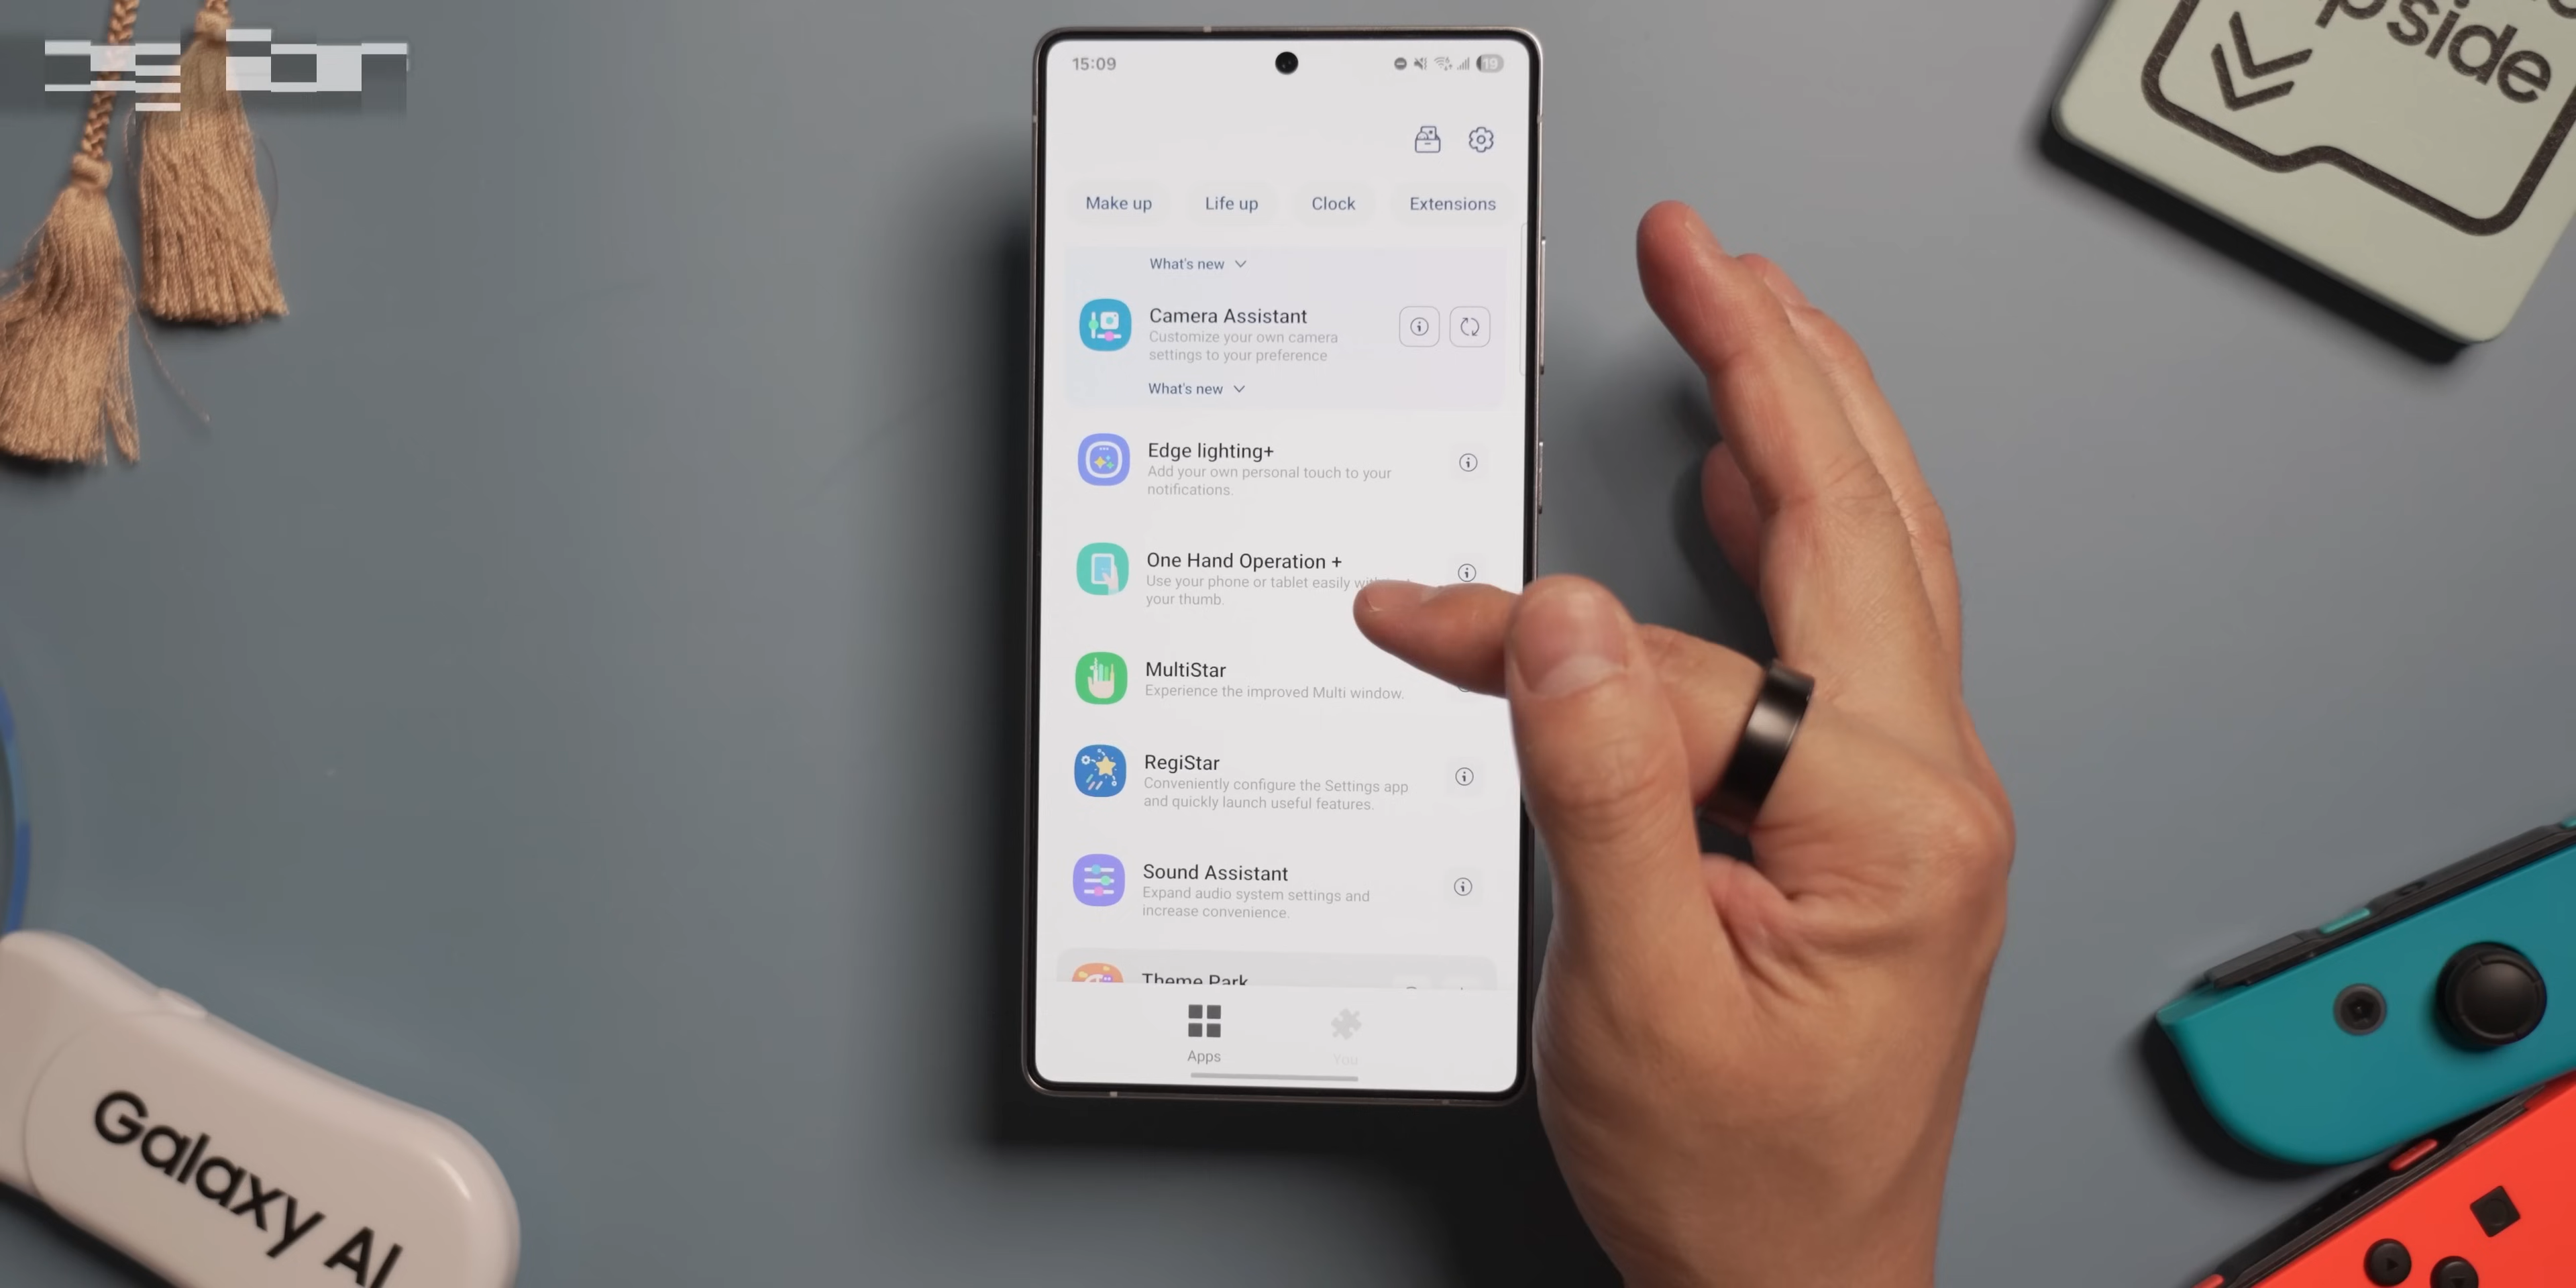 15:09
19
Make up
Life up
Clock
Extensions
What's new
Camera Assistant
Customize your own camera
settings to your preference
What's new
Edge lighting+
Add your own personal touch to your
notifications.
One Hand Operation +
Use your phone or tablet easily
your thumb.
MultiStar
Experience the improved Multi window.
RegiStar
Conveniently configure the Settings app
and quickly launch useful features.
Sound Assistant
Expand audio system settings and
increase convenience.
Theme Park
Apps
You
Galaxy AI